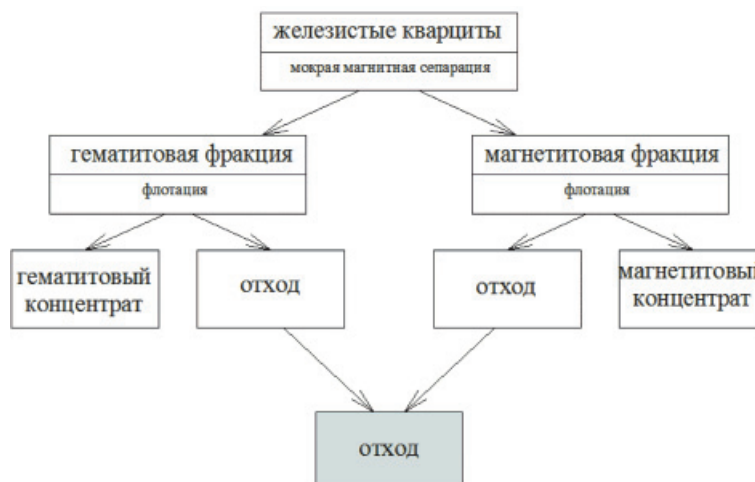 железистые кварциты
мокрая магнитная сепарация
гематитовая фракция
флотация
магнетитовая фракция
флотация
гематитовый
концентрат
отход
отход
магнетитовый
концентрат
отход